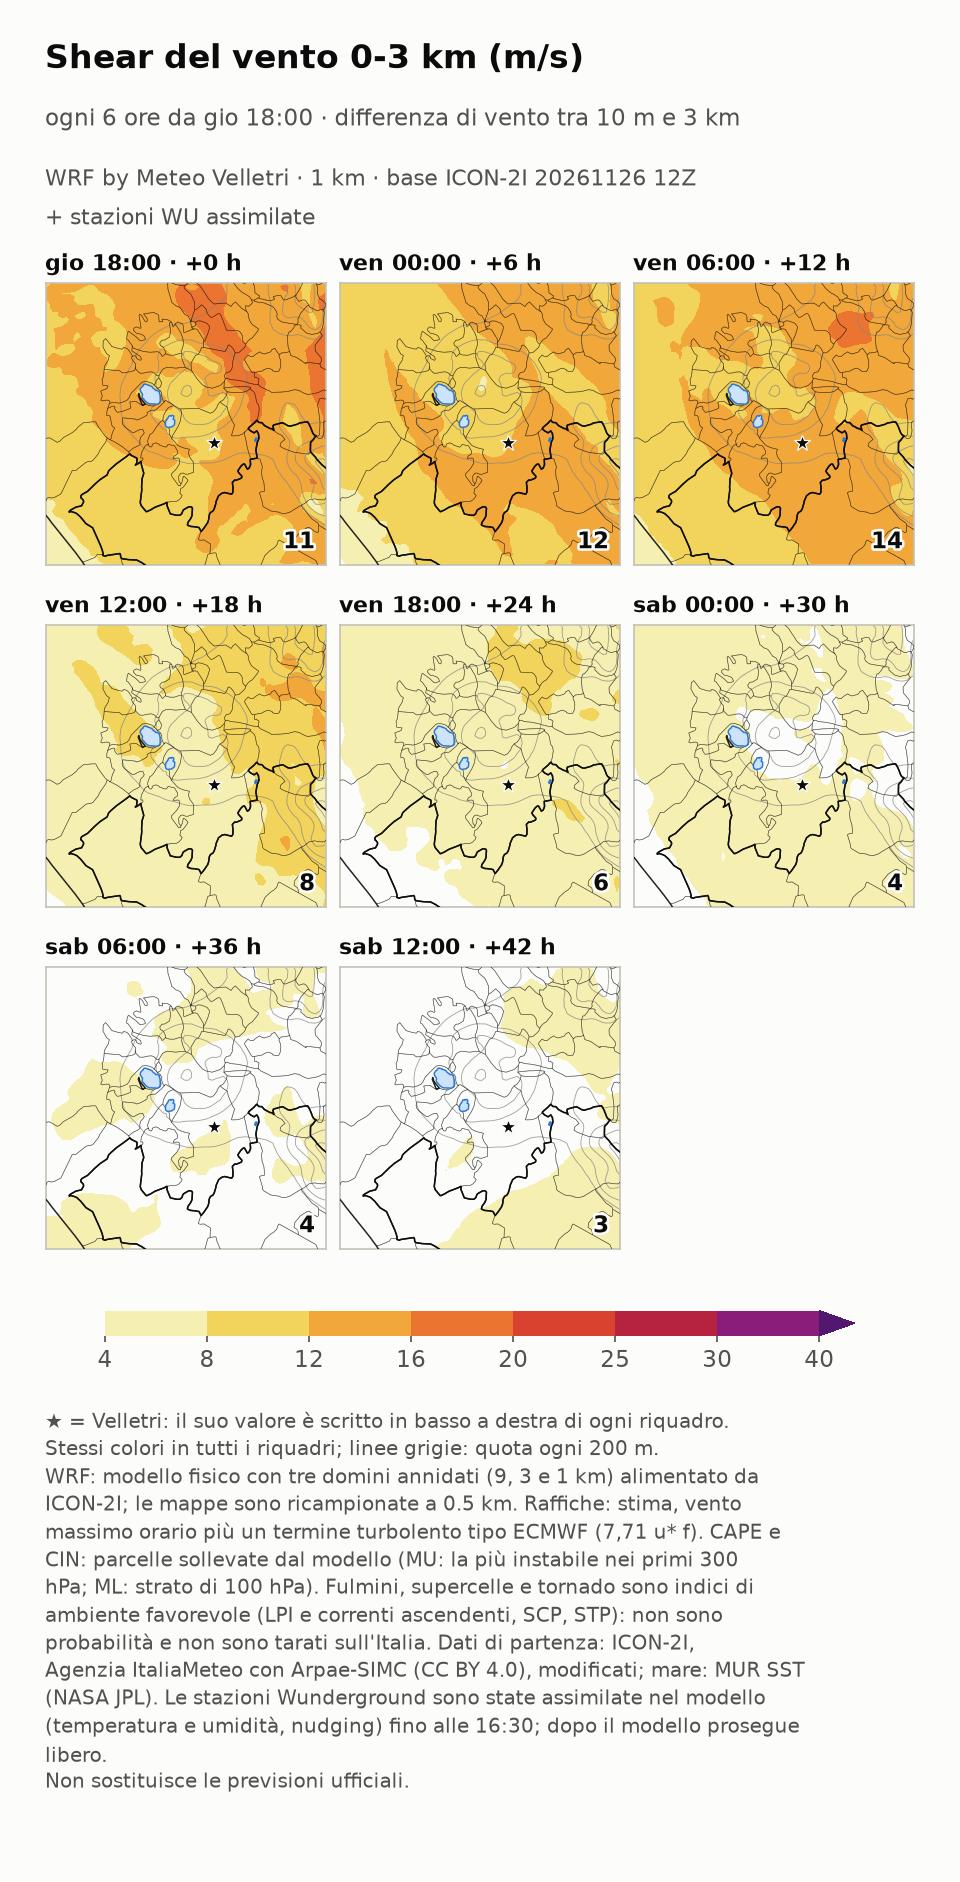 Shear del vento 0-3 km (m/s)
ogni 6 ore da gio 18:00 · differenza di vento tra 10 m e 3 km
WRF by Meteo Velletri · 1 km · base ICON-2I 20261126 12Z
+ stazioni WU assimilate
gio 18:00 · +0 h
ven 00:00 · +6 h
ven 06:00 · +12 h
11
12
14
ven 12:00 · +18 h
ven 18:00 · +24 h
sab 00:00 · +30 h
8
6
4
sab 06:00 · +36 h
sab 12:00 · +42 h
4
3
4 8 12 16 20 25 30 40
★ = Velletri: il suo valore è scritto in basso a destra di ogni riquadro.
Stessi colori in tutti i riquadri; linee grigie: quota ogni 200 m.
WRF: modello fisico con tre domini annidati (9, 3 e 1 km) alimentato da
ICON-2I; le mappe sono ricampionate a 0.5 km. Raffiche: stima, vento
massimo orario più un termine turbolento tipo ECMWF (7,71 u* f). CAPE e
CIN: parcelle sollevate dal modello (MU: la più instabile nei primi 300
hPa; ML: strato di 100 hPa). Fulmini, supercelle e tornado sono indici di
ambiente favorevole (LPI e correnti ascendenti, SCP, STP): non sono
probabilità e non sono tarati sull'Italia. Dati di partenza: ICON-2I,
Agenzia ItaliaMeteo con Arpae-SIMC (CC BY 4.0), modificati; mare: MUR SST
(NASA JPL). Le stazioni Wunderground sono state assimilate nel modello
(temperatura e umidità, nudging) fino alle 16:30; dopo il modello prosegue
libero.
Non sostituisce le previsioni ufficiali.